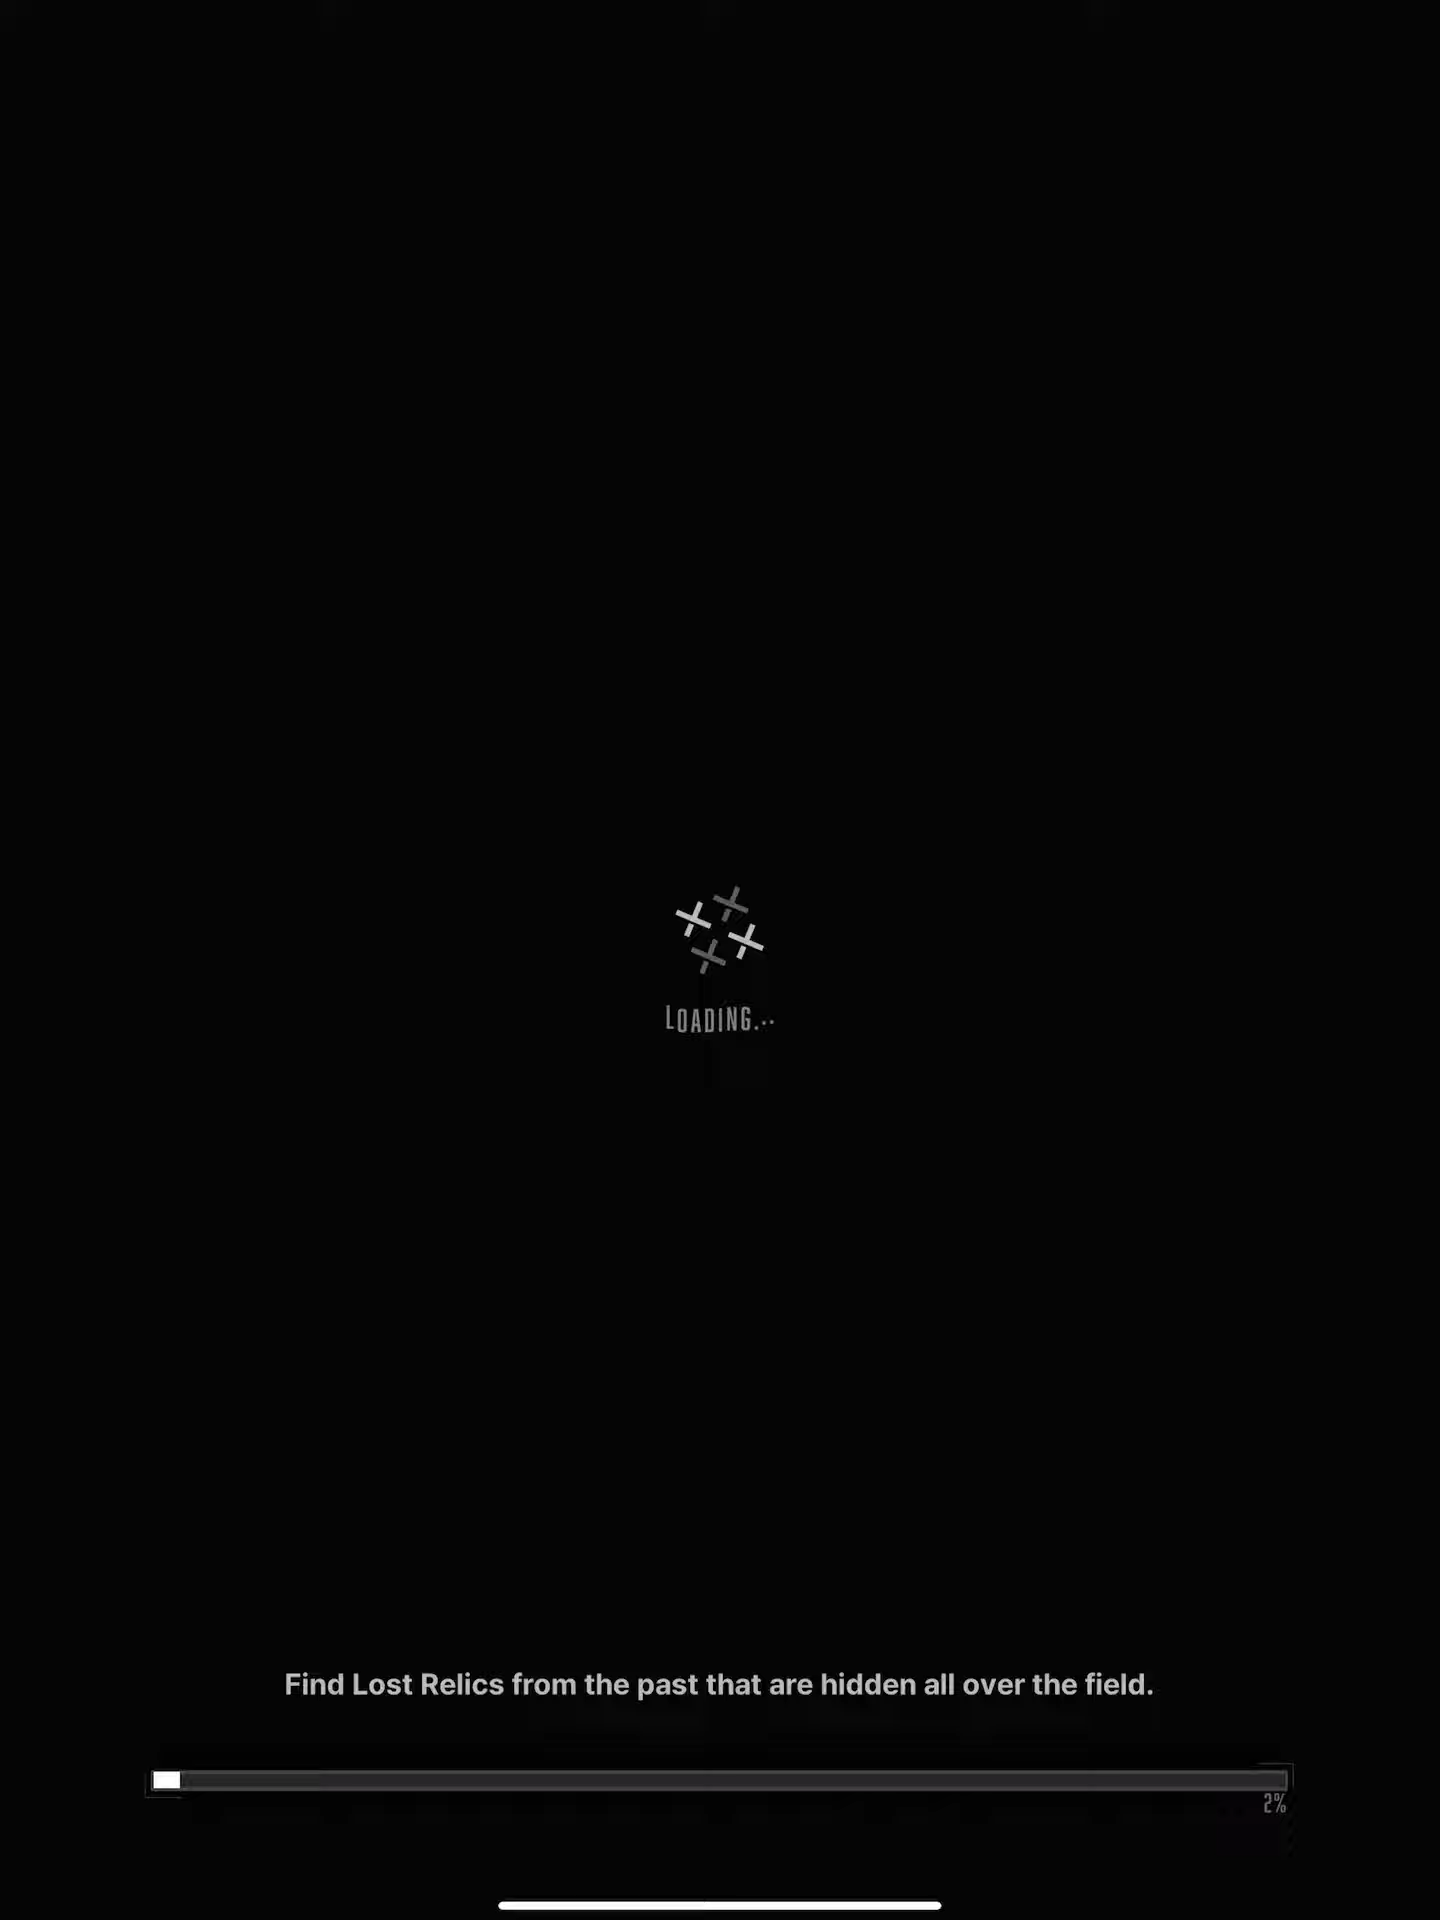 LOADING...
Find Lost Relics from the past that are hidden all over the field.
2%